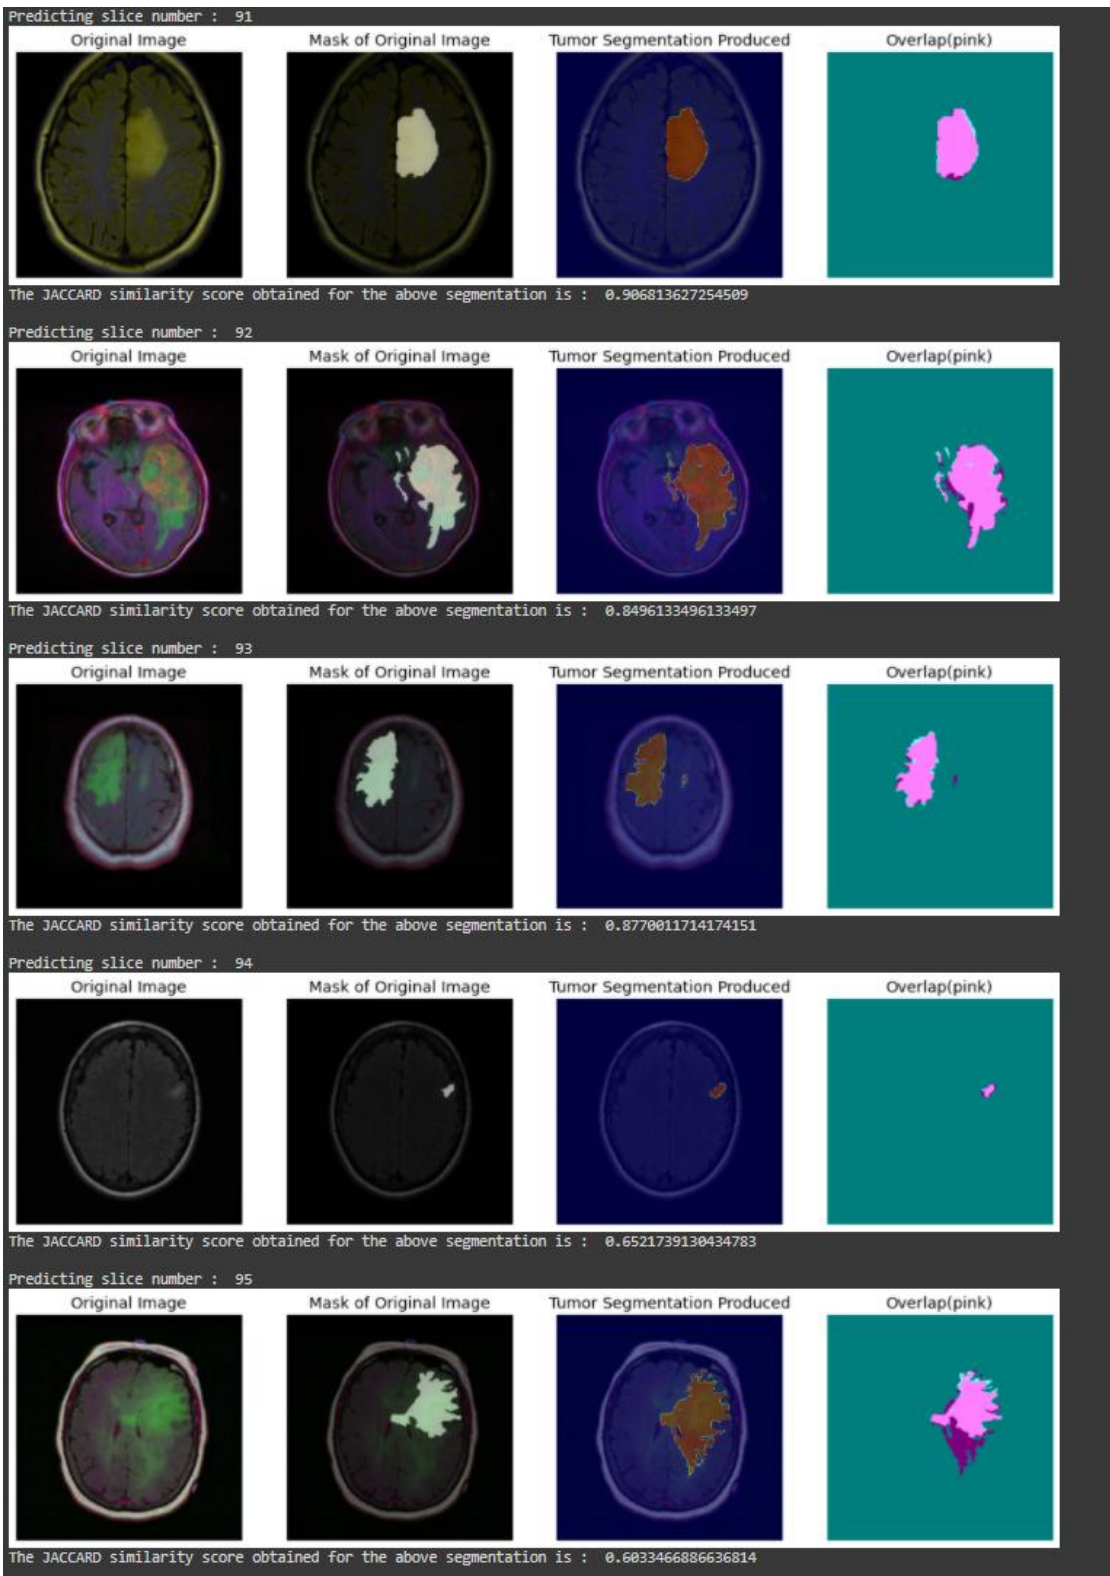 Predicting slice number :  91
Original Image Mask of Original Image Tumor Segmentation Produced Overlap(pink)
The JACCARD similarity score obtained for the above segmentation is :  0.906813627254509
Predicting slice number :  92
Original Image Mask of Original Image Tumor Segmentation Produced Overlap(pink)
The JACCARD similarity score obtained for the above segmentation is :  0.8496133496133497
Predicting slice number :  93
Original Image Mask of Original Image Tumor Segmentation Produced Overlap(pink)
The JACCARD similarity score obtained for the above segmentation is :  0.8770011714174151
Predicting slice number :  94
Original Image Mask of Original Image Tumor Segmentation Produced Overlap(pink)
The JACCARD similarity score obtained for the above segmentation is :  0.6521739130434783
Predicting slice number :  95
Original Image Mask of Original Image Tumor Segmentation Produced Overlap(pink)
The JACCARD similarity score obtained for the above segmentation is :  0.6033466886636814